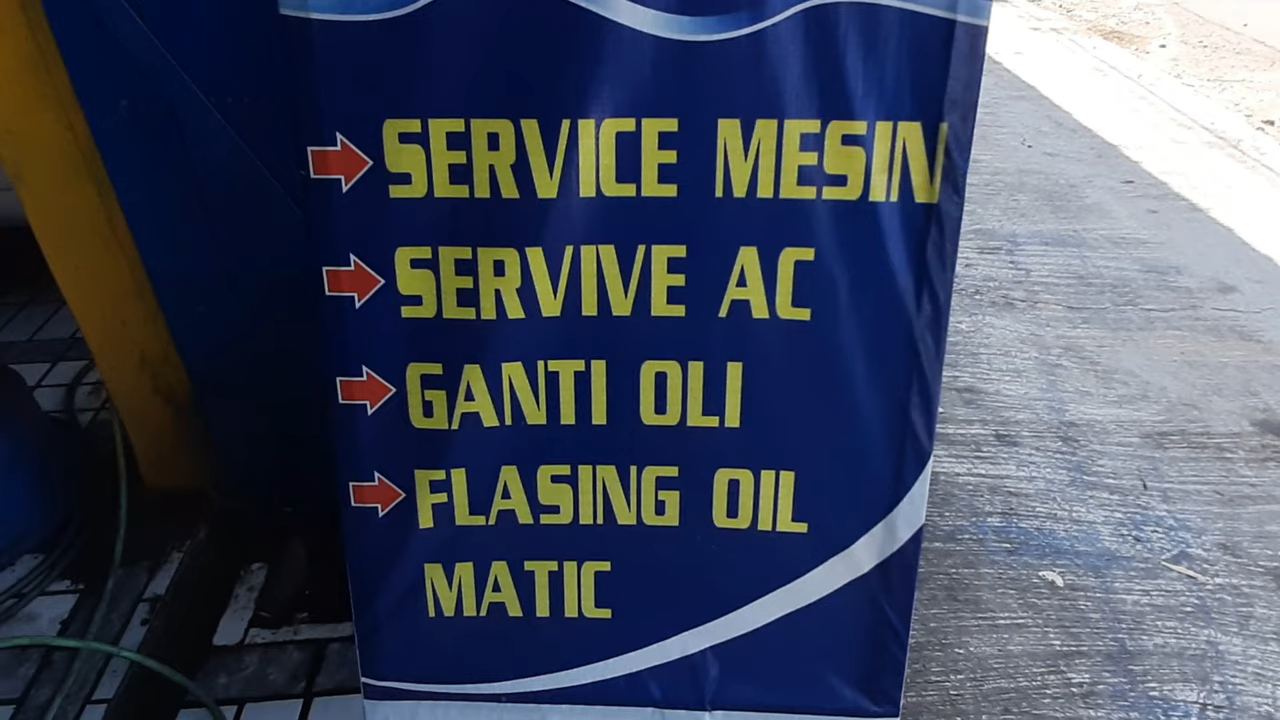 SERVICE MESIN
SERVIVE AC
GANTI OLI
FLASING OIL
MATIC